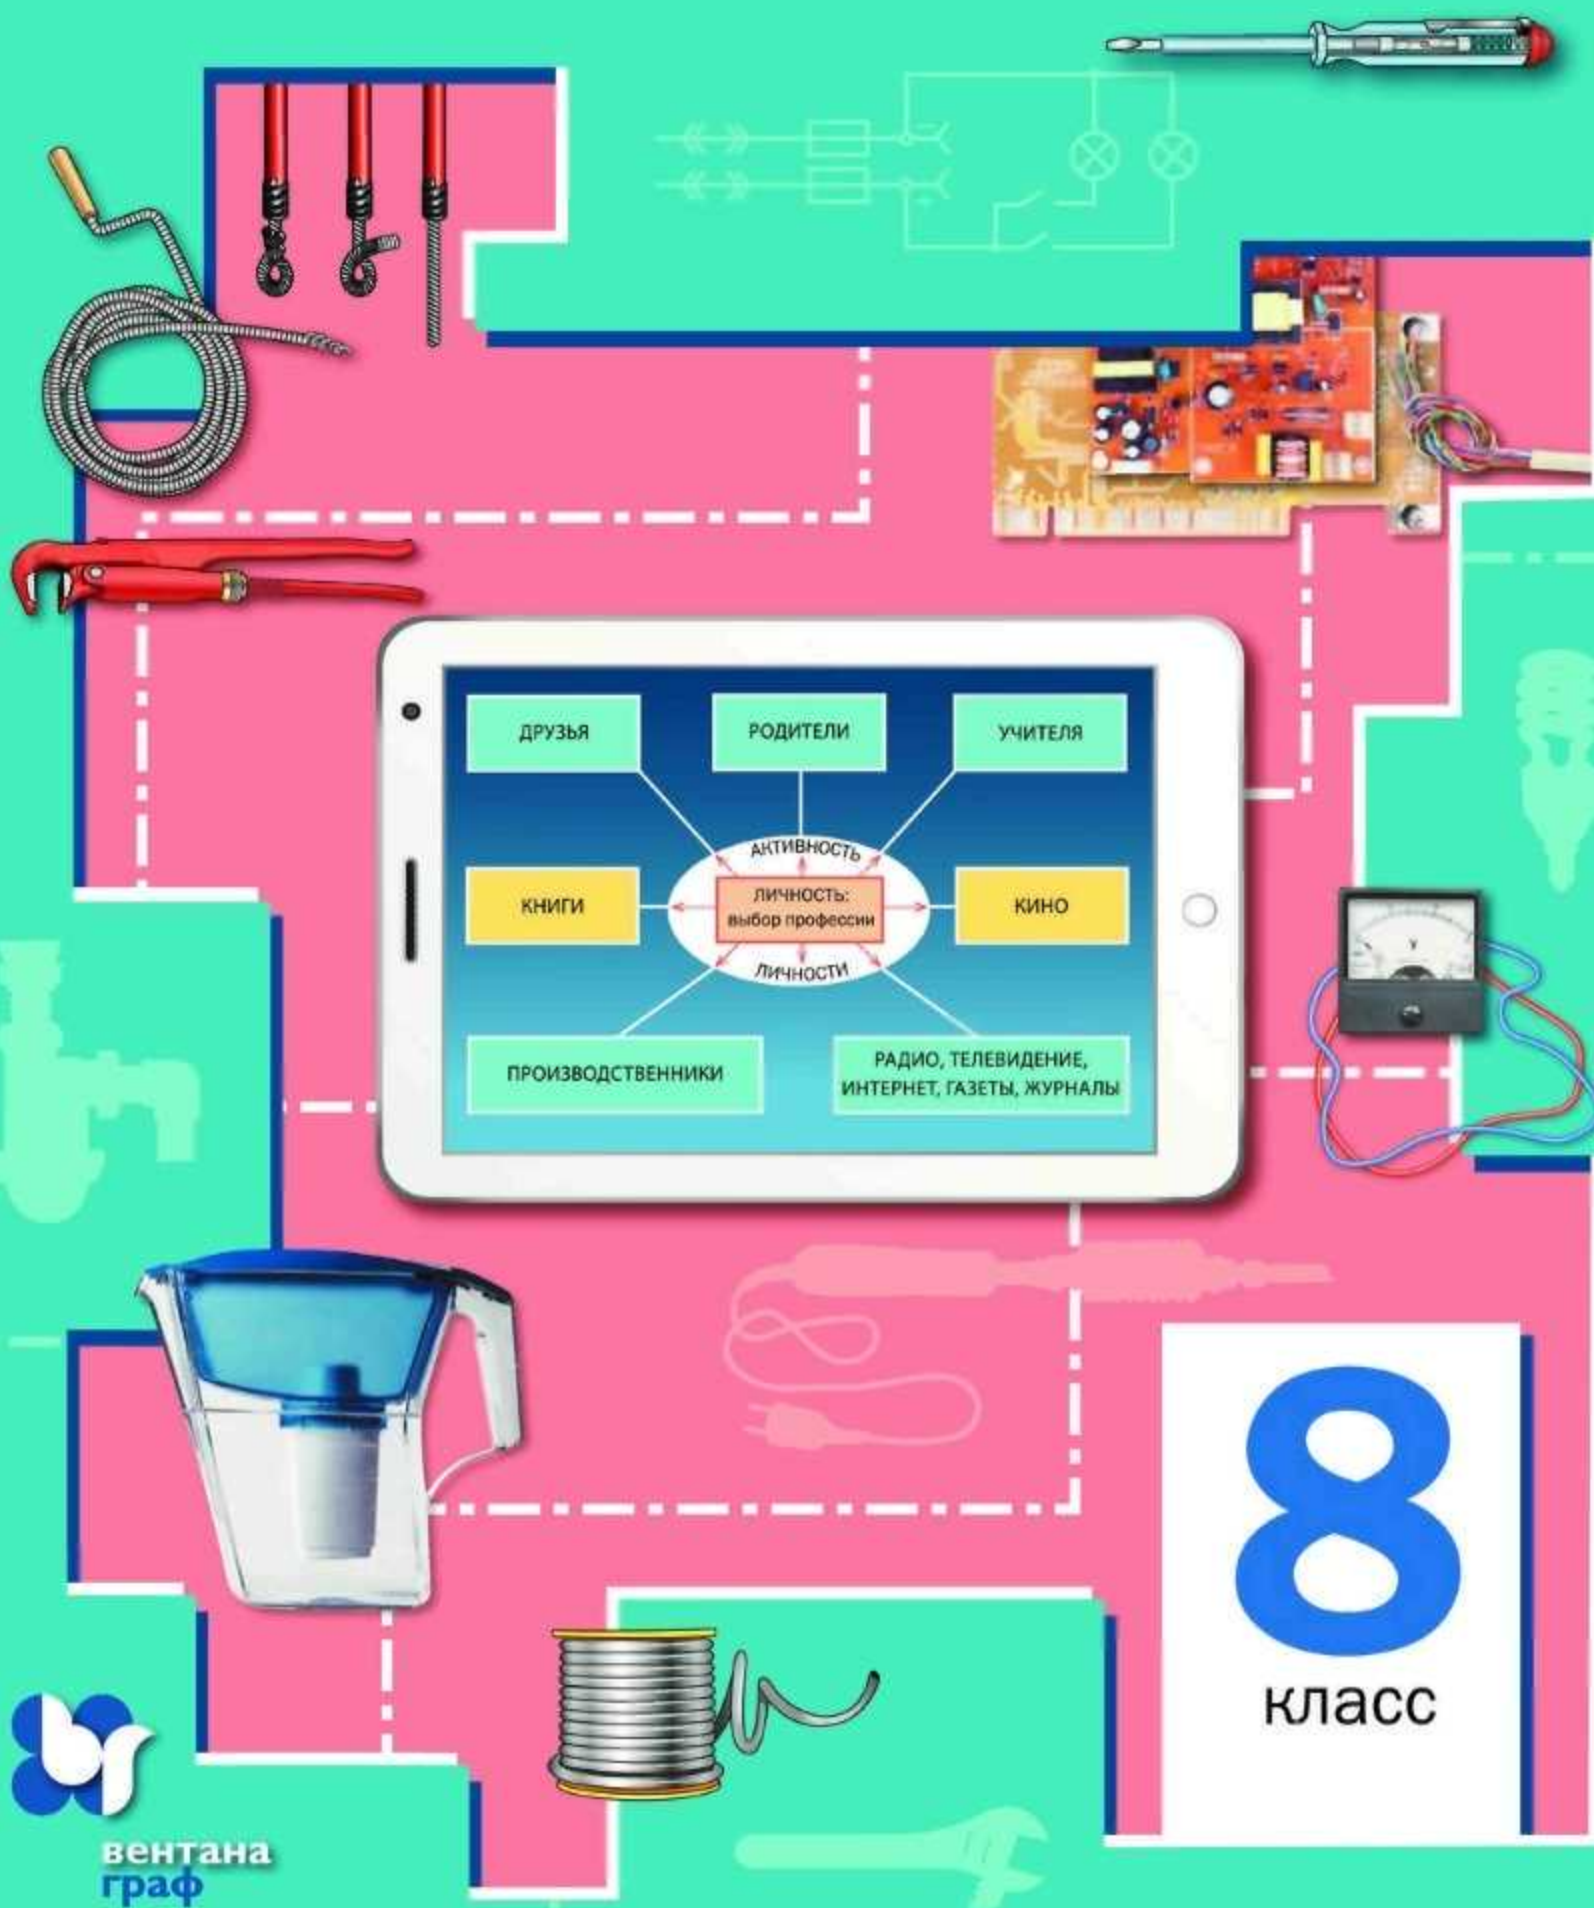 ДРУЗЬЯ
РОДИТЕЛИ
УЧИТЕЛЯ
АКТИВНОСТЬ
КНИГИ
ЛИЧНОСТЬ:
выбор профессии
КИНО
ЛИЧНОСТИ
ПРОИЗВОДСТВЕННИКИ
РАДИО, ТЕЛЕВИДЕНИЕ,
ИНТЕРНЕТ, ГАЗЕТЫ, ЖУРНАЛЫ
V
8
класс
вентана
граф